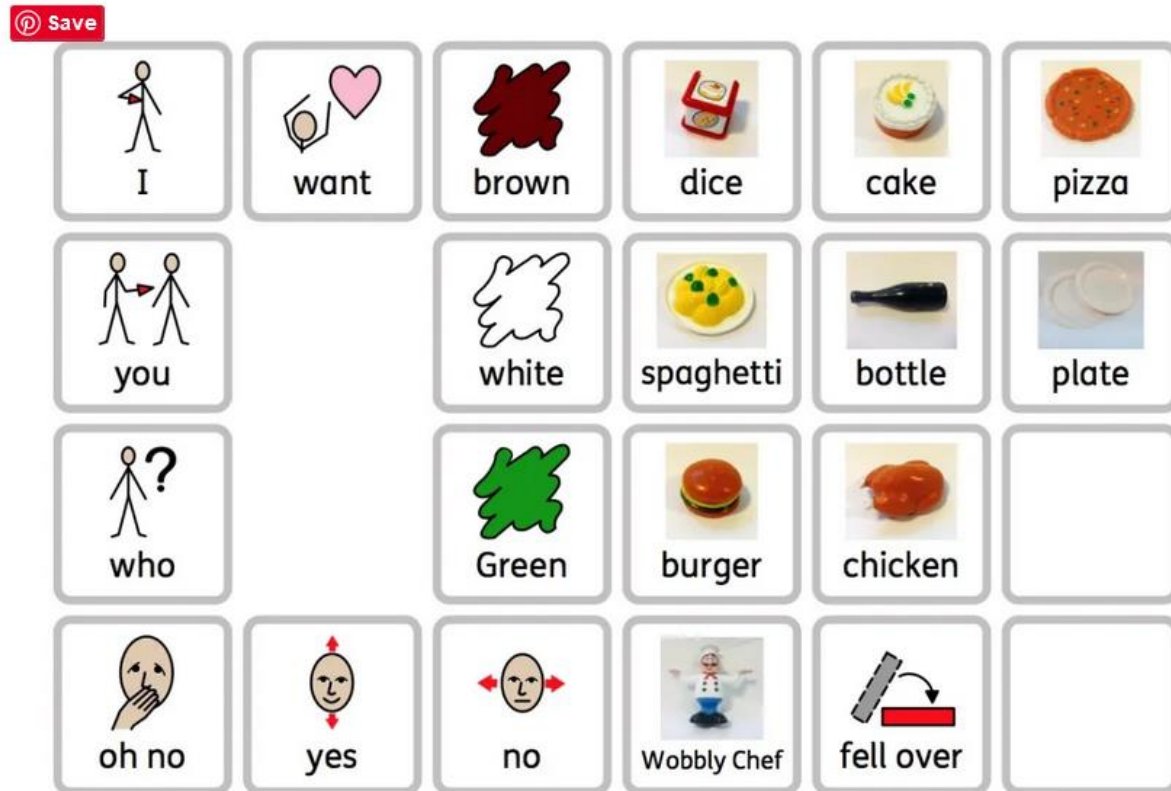 Save
I want brown dice cake pizza
you white spaghetti bottle plate
who ? Green burger chicken
oh no yes no Wobbly Chef fell over